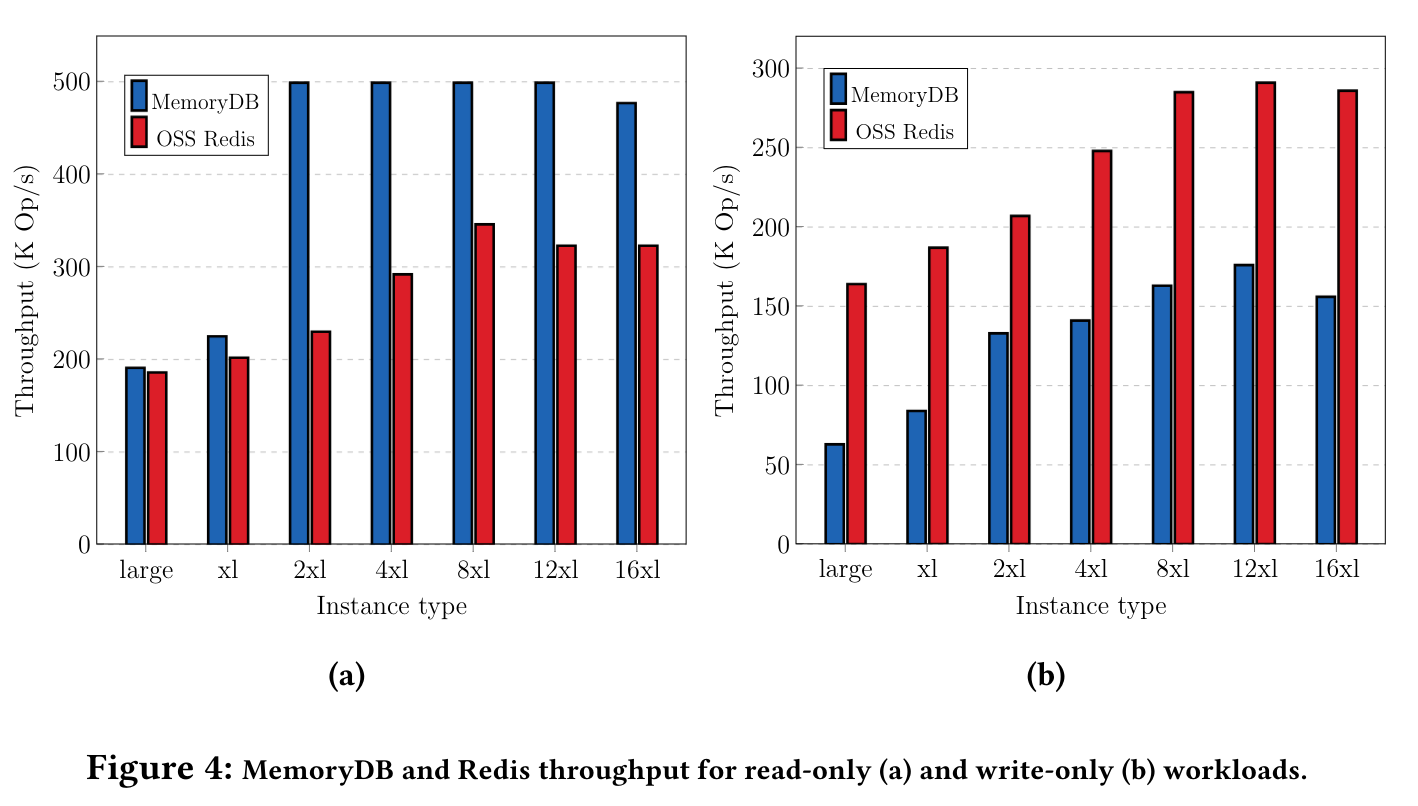 Throughput (K Op/s)
500
400
300
200
100
0
MemoryDB
OSS Redis
large xl 2xl 4xl 8xl 12xl 16xl
Instance type
(a)
Throughput (K Op/s)
300
250
200
150
100
50
0
MemoryDB
OSS Redis
large xl 2xl 4xl 8xl 12xl 16xl
Instance type
(b)
Figure 4: MemoryDB and Redis throughput for read-only (a) and write-only (b) workloads.